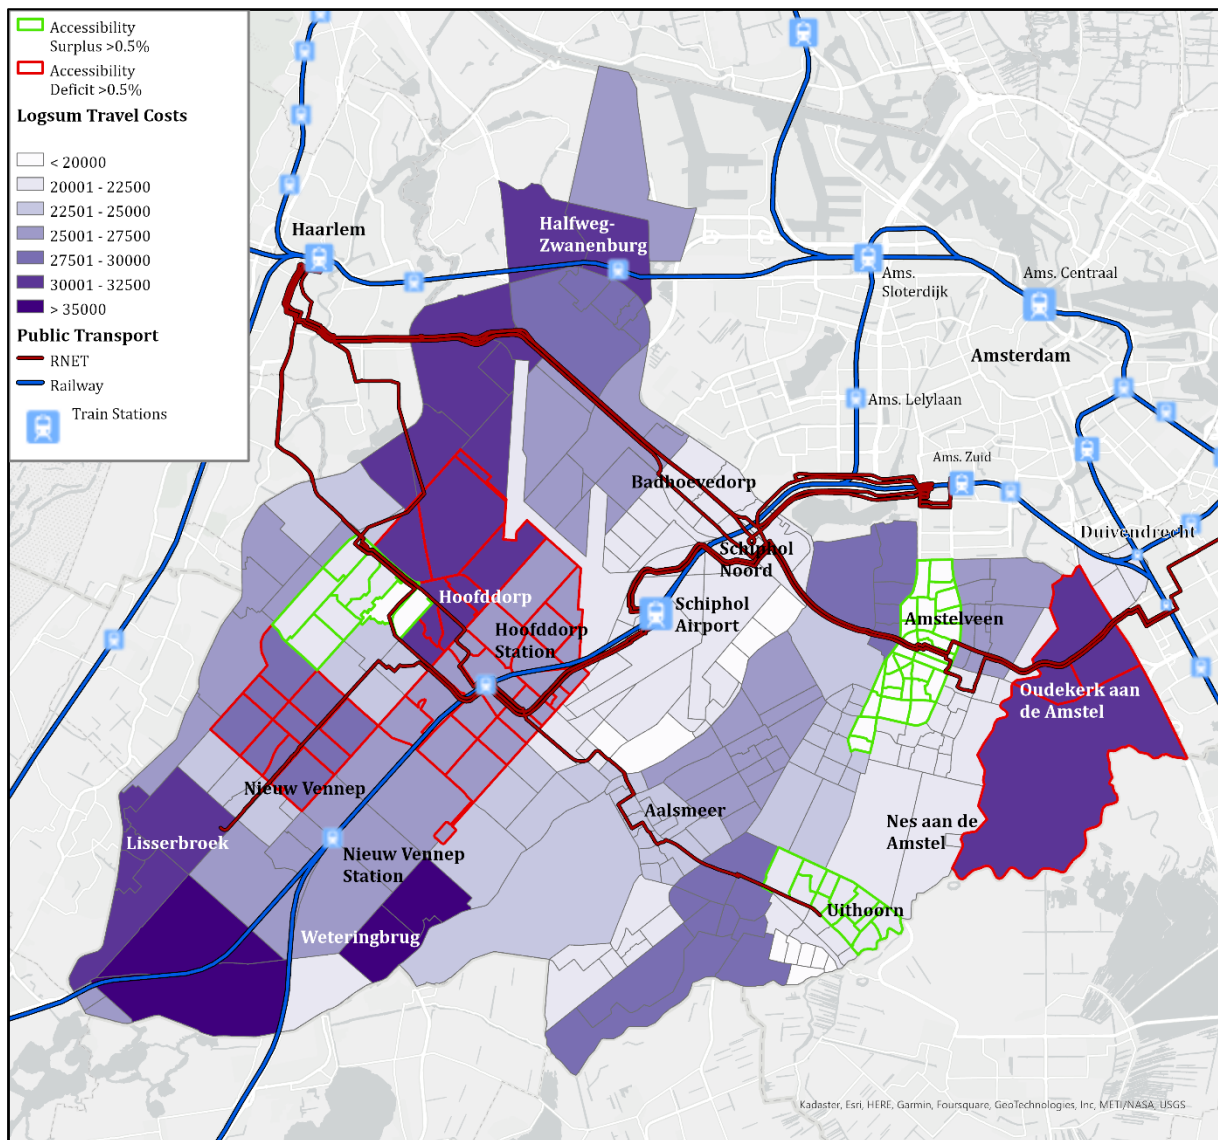 Accessibility
Surplus >0.5%
Accessibility
Deficit >0.5%
Logsum Travel Costs
< 20000
20001 - 22500
22501 - 25000
25001 - 27500
27501 - 30000
30001 - 32500
> 35000
Public Transport
RNET
Railway
Train Stations
Haarlem
Halfweg-
Zwanenburg
Ams.
Sloterdijk
Ams. Centraal
Amsterdam
Ams. Lelylaan
Ams. Zuid
Badhoevedorp
Duivendrecht
Schiphol
Noord
Hoofddorp
Schiphol
Airport
Amstelveen
Hoofddorp
Station
Oudekerk aan
de Amstel
Nieuw Vennep
Aalsmeer
Nes aan de
Amstel
Lisserbroek
Nieuw Vennep
Station
Uithoorn
Weteringbrug
Kadaster, Esri, HERE, Garmin, Foursquare, GeoTechnologies, Inc, METI/NASA, USGS